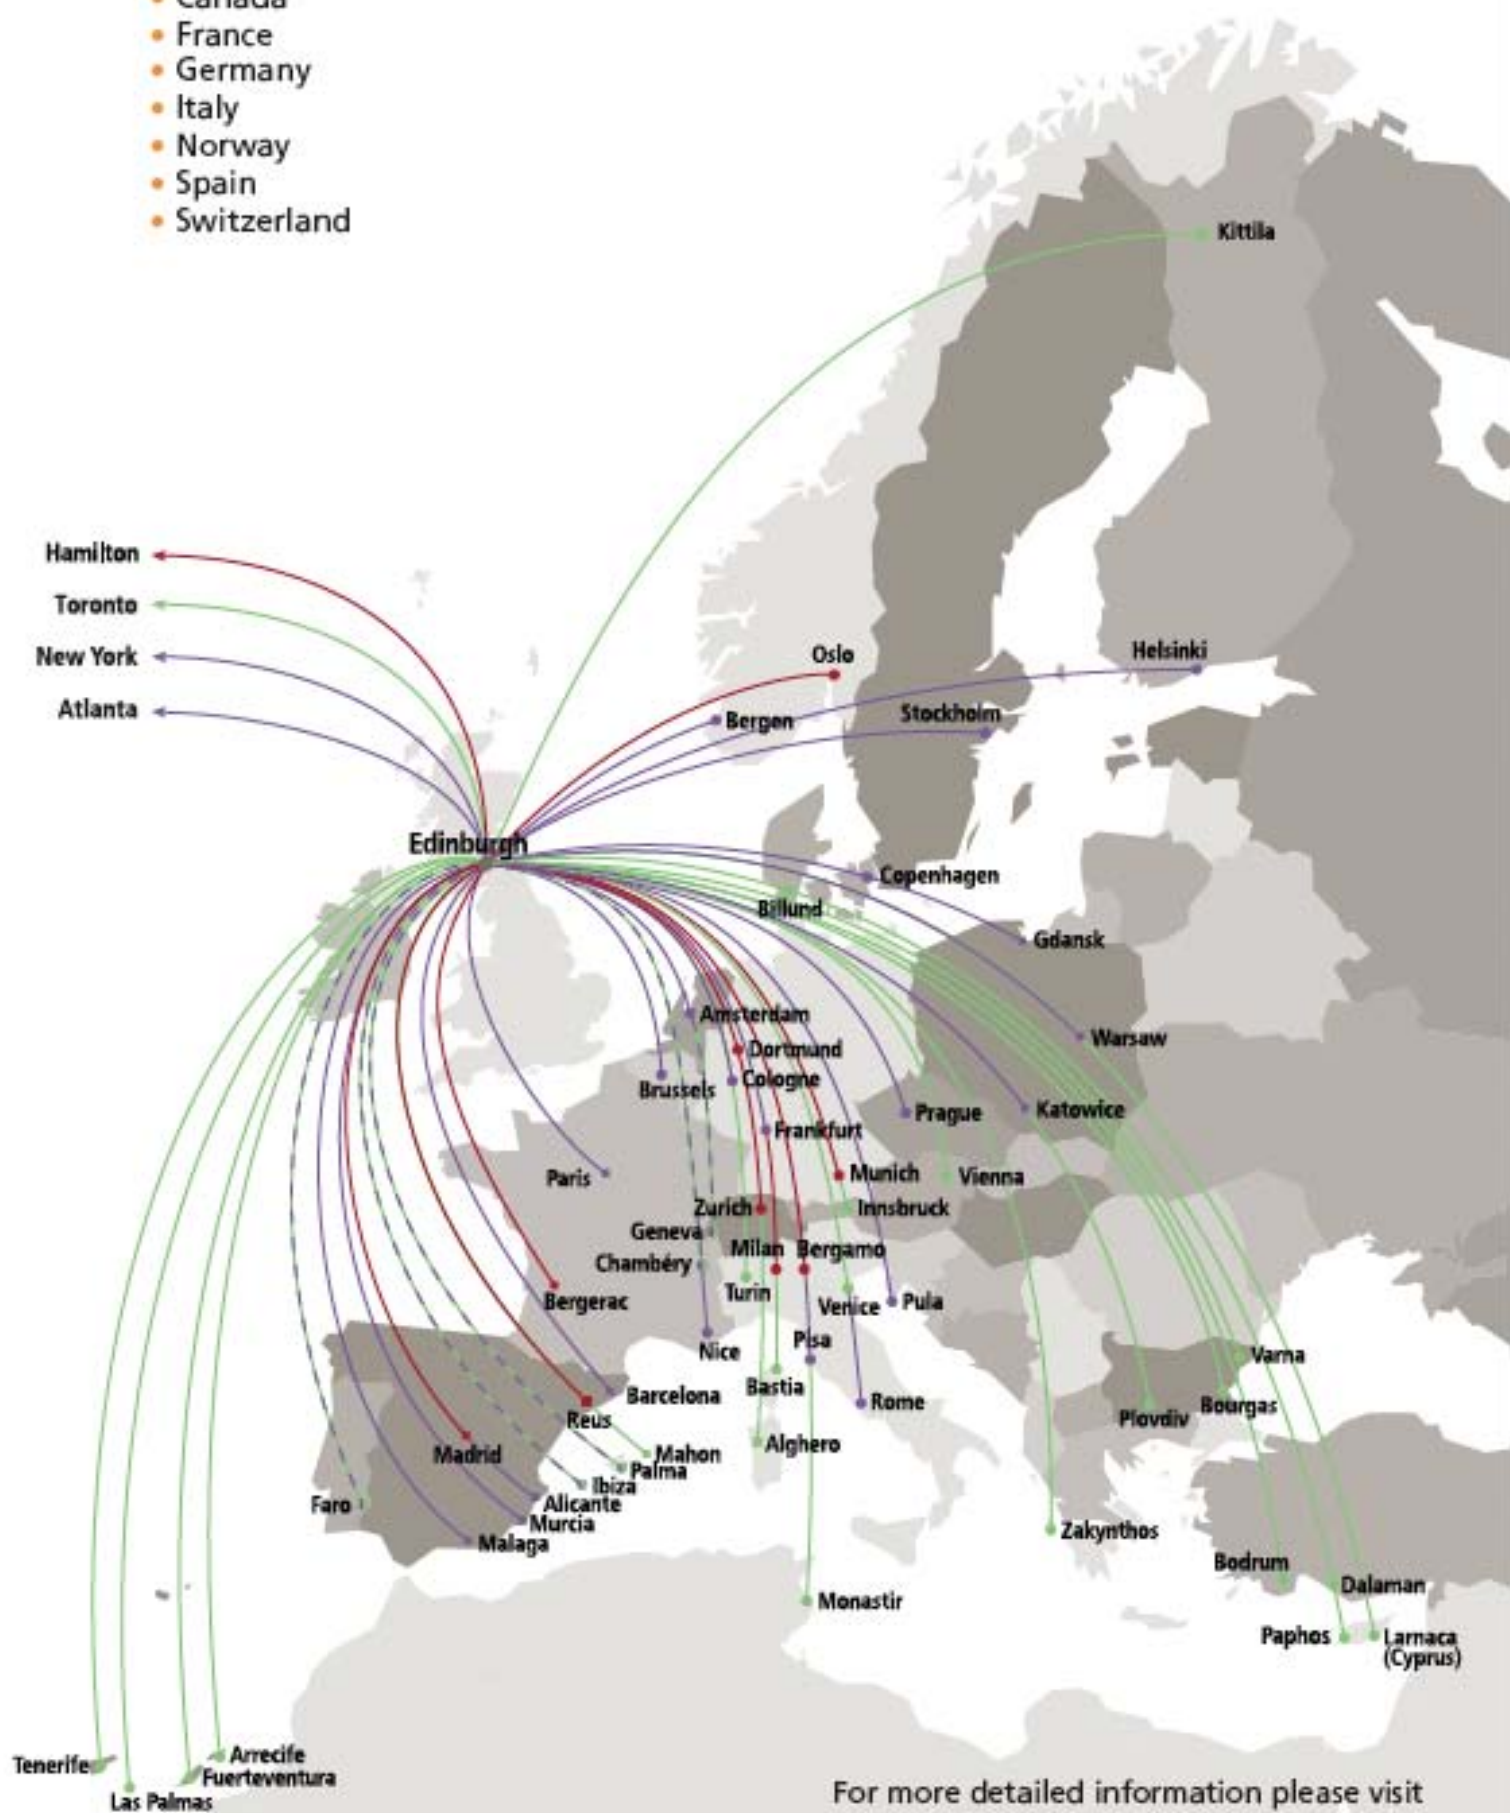 Canada
• France
• Germany
• Italy
• Norway
• Spain
• Switzerland
Kittila
Hamilton
Toronto
New York
Atlanta
Oslo
Helsinki
Bergen
Stockholm
Edinburgh
Copenhagen
Billund
Gdansk
Amsterdam
Warsaw
Dortmund
Brussels
Cologne
Prague
Katowice
Frankfurt
Paris
Munich
Vienna
Zurich
Innsbruck
Geneva
Milan
Bergamo
Chambéry
Turin
Bergerac
Venice
Pula
Nice
Pisa
Varna
Bastia
Barcelona
Rome
Reus
Plovdiv
Bourgas
Madrid
Mahon
Alghero
Palma
Ibiza
Faro
Alicante
Murcia
Malaga
Zakynthos
Bodrum
Dalaman
Monastir
Paphos
Larnaca
(Cyprus)
Tenerife
Arrecife
Fuerteventura
Las Palmas
For more detailed information please visit